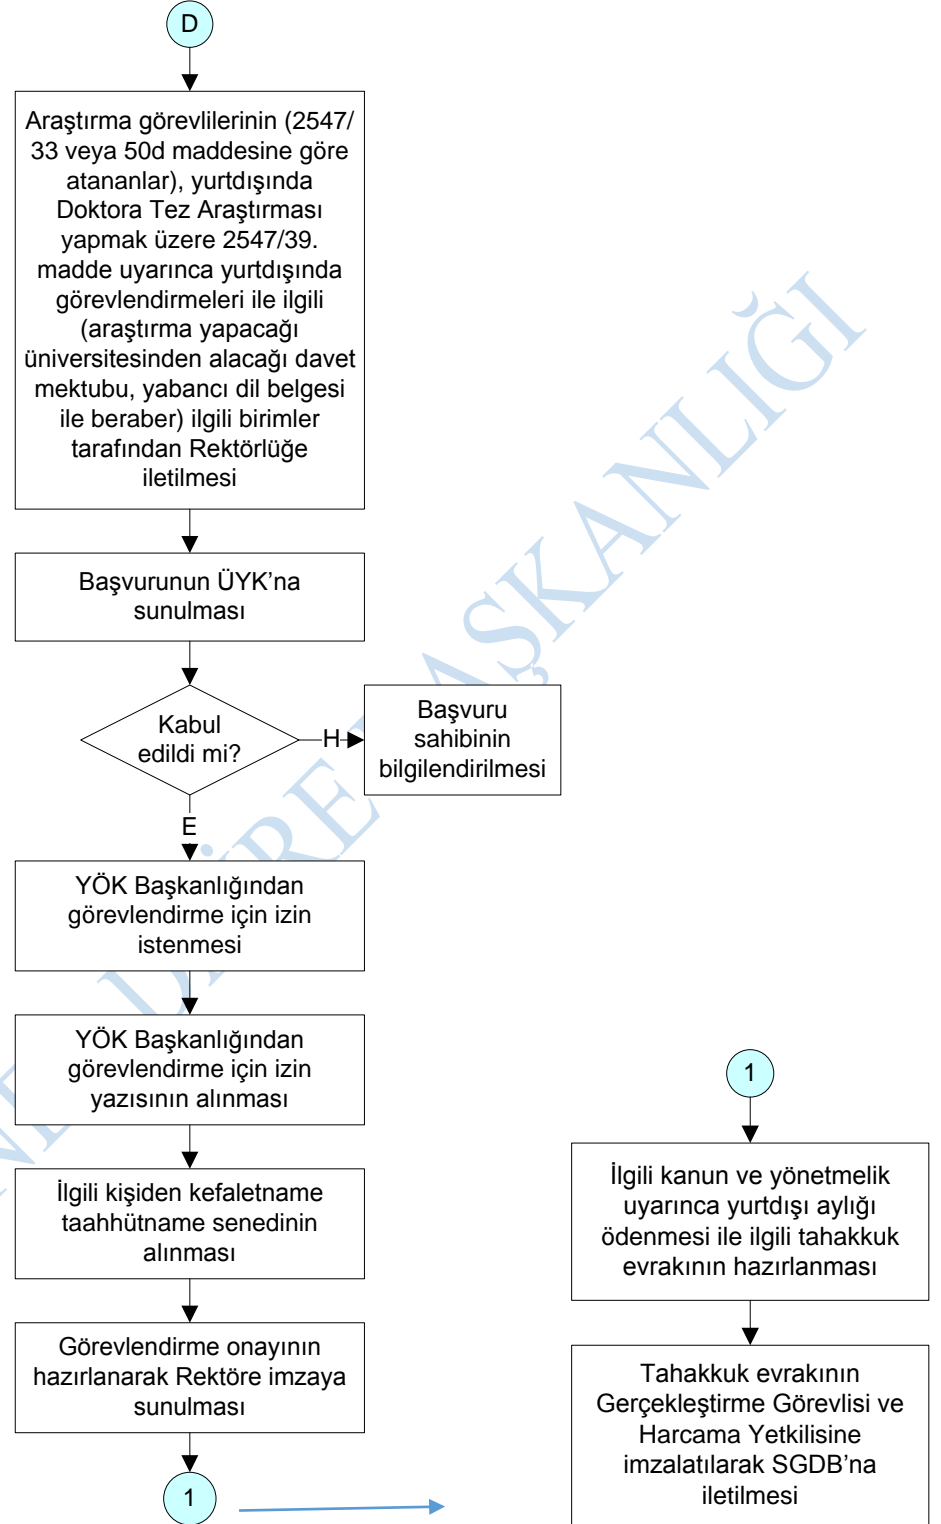 D
Araştırma görevlilerinin (2547/
33 veya 50d maddesine göre
atananlar), yurtdışında
Doktora Tez Araştırması
yapmak üzere 2547/39.
madde uyarınca yurtdışında
görevlendirmeleri ile ilgili
(araştırma yapacağı
üniversitesinden alacağı davet
mektubu, yabancı dil belgesi
ile beraber) ilgili birimler
tarafından Rektörlüğe
iletilmesi
Başvurunun ÜYK’na
sunulması
Kabul
edildi mi?
H
Başvuru
sahibinin
bilgilendirilmesi
E
YÖK Başkanlığından
görevlendirme için izin
istenmesi
YÖK Başkanlığından
görevlendirme için izin
yazısının alınması
İlgili kişiden kefaletname
taahhütname senedinin
alınması
Görevlendirme onayının
hazırlanarak Rektöre imzaya
sunulması
1
1
İlgili kanun ve yönetmelik
uyarınca yurtdışı aylığı
ödenmesi ile ilgili tahakkuk
evrakının hazırlanması
Tahakkuk evrakının
Gerçekleştirme Görevlisi ve
Harcama Yetkilisine
imzalatılarak SGDB’na
iletilmesi